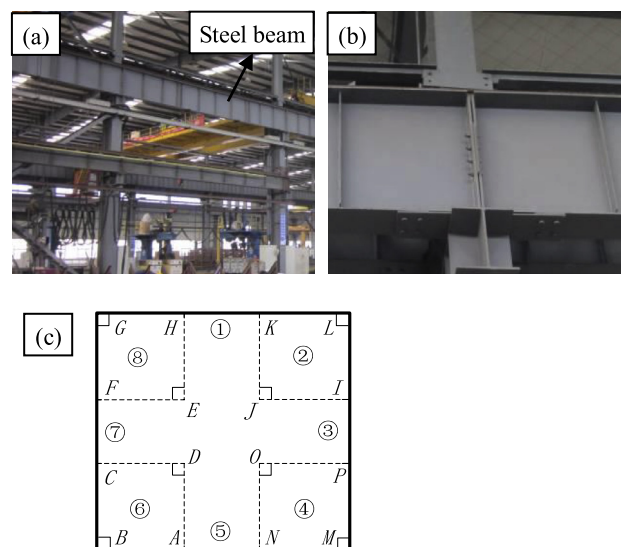 (a)
Steel beam
(b)
(c)
G H ① K L
⑧ ②
F I
E J
⑦ ③
D O
C P
⑥ ④
B A ⑤ N M